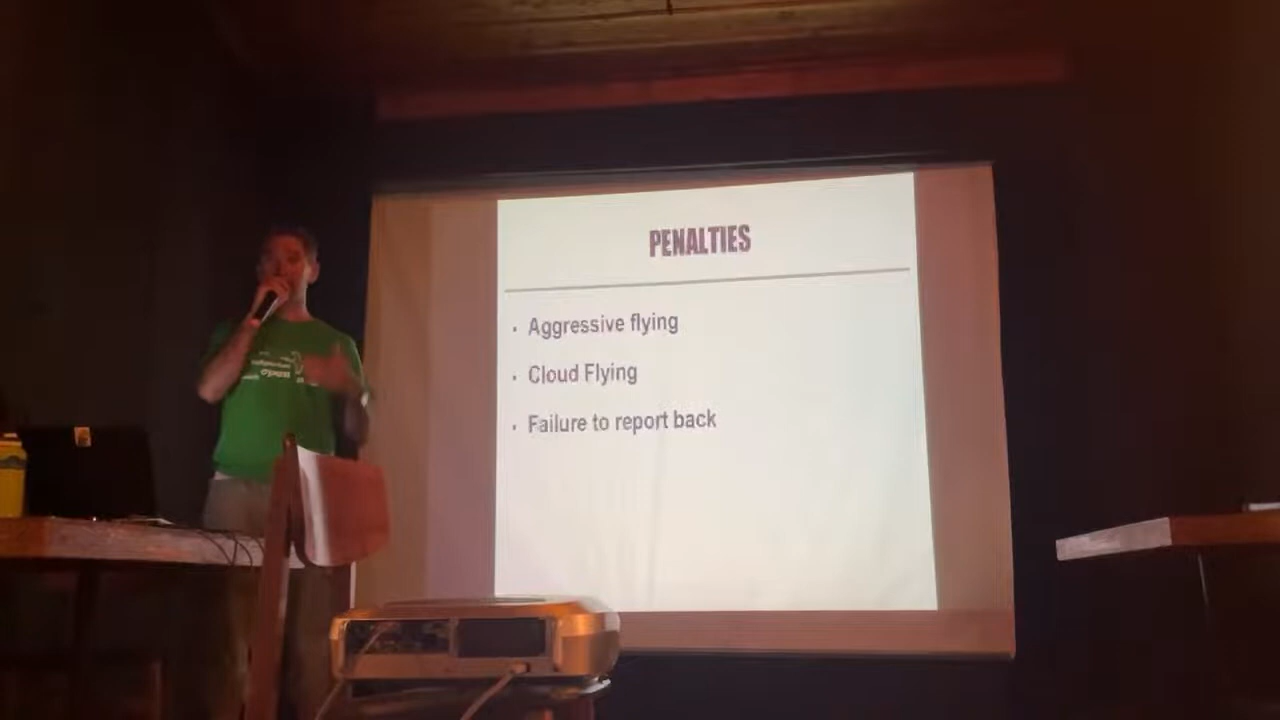 PENALTIES
· Aggressive flying
· Cloud Flying
· Failure to report back